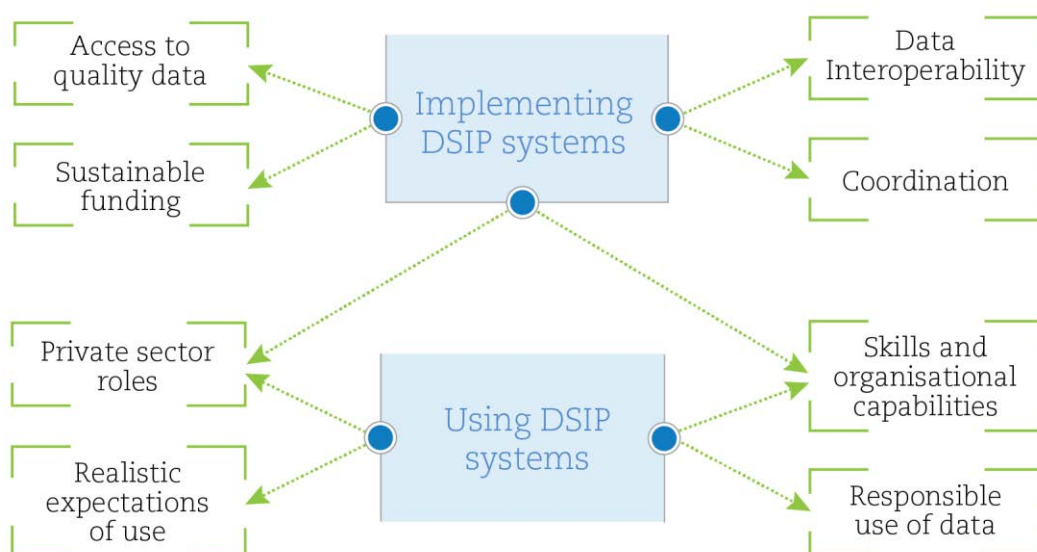 Access to
quality data
Implementing
DSIP systems
Data
Interoperability
Sustainable
funding
Coordination
Private sector
roles
Using DSIP
systems
Skills and
organisational
capabilities
Realistic
expectations
of use
Responsible
use of data